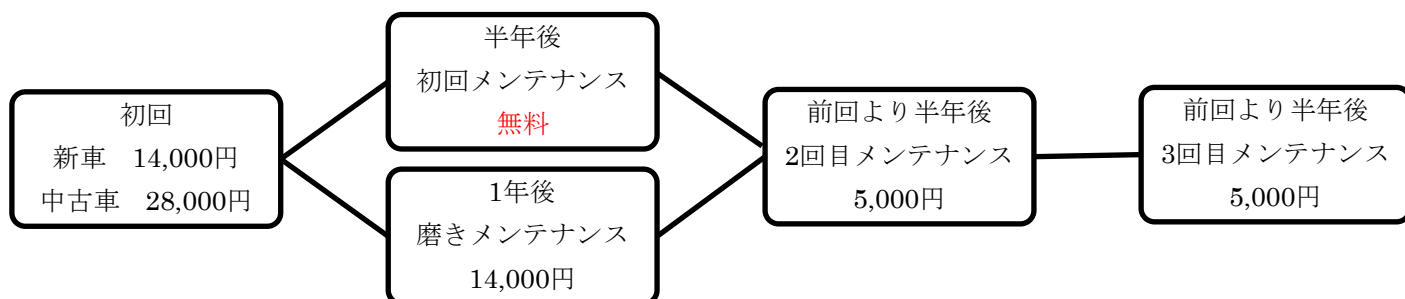 初回
新車　14,000円
中古車　28,000円
半年後
初回メンテナンス
無料
1年後
磨きメンテナンス
14,000円
前回より半年後
2回目メンテナンス
5,000円
前回より半年後
3回目メンテナンス
5,000円